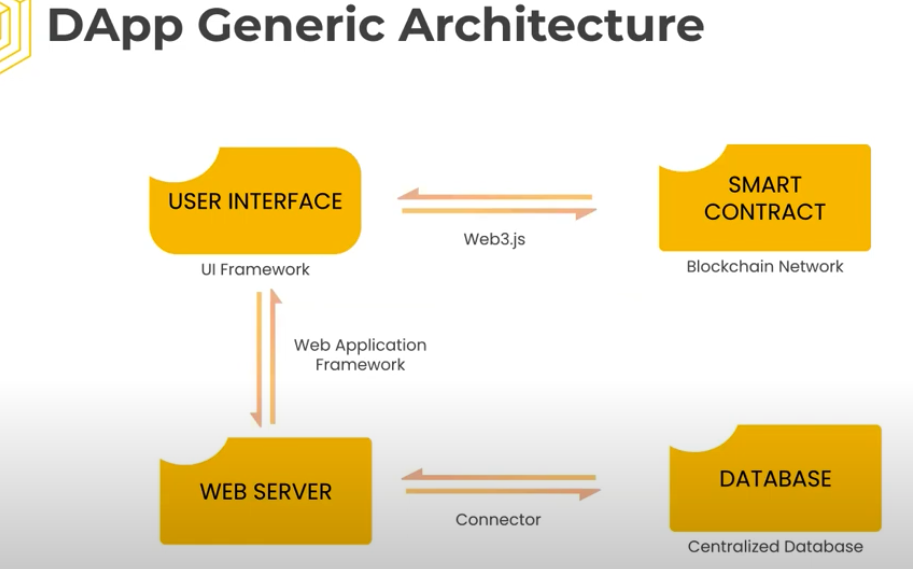 DApp Generic Architecture
USER INTERFACE
UI Framework
Web3.js
SMART
CONTRACT
Blockchain Network
Web Application
Framework
WEB SERVER
Connector
DATABASE
Centralized Database